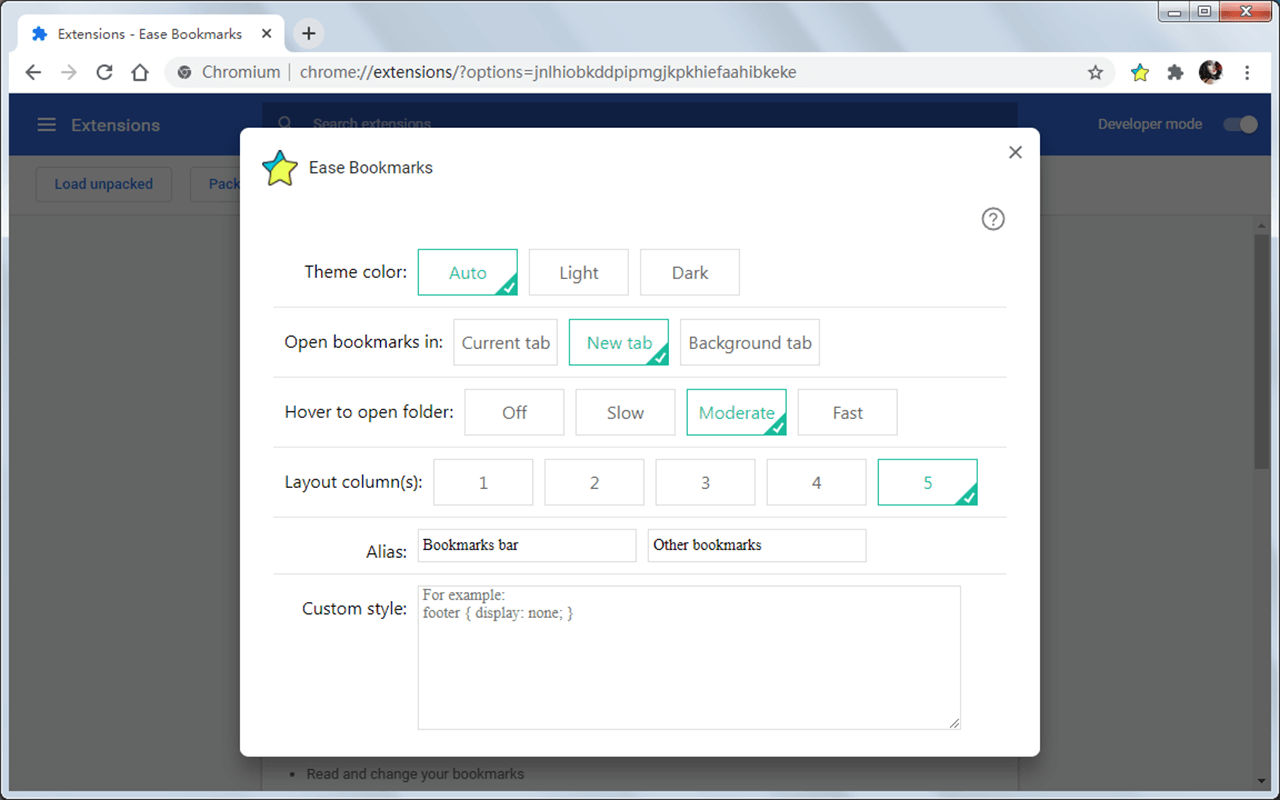 Extensions - Ease Bookmarks
Chromium | chrome://extensions/?options=jnlhiobkddpipmgjkpkhiefaahibkeke
Extensions
Search extensions
Developer mode
Load unpacked
Pack
Ease Bookmarks
Theme color: Auto Light Dark
Open bookmarks in: Current tab New tab Background tab
Hover to open folder: Off Slow Moderate Fast
Layout column(s): 1 2 3 4 5
Alias: Bookmarks bar Other bookmarks
Custom style: For example:
footer { display: none; }
• Read and change your bookmarks